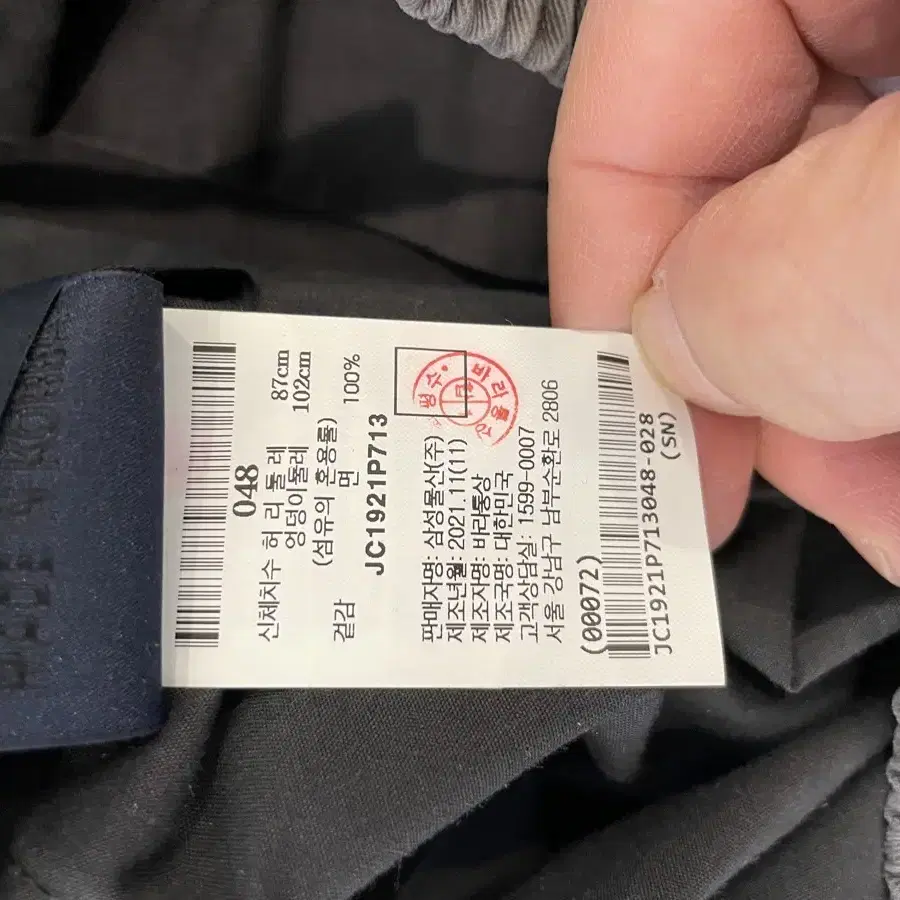 MADE IN KOREA
048
신체치수 허 리 둘 레 87cm
엉덩이둘레 102cm
(섬유의 혼용률)
겉감 면 100%
JC1921P713
판매자명: 삼성물산(주)
제조년월: 2021.11(11)
제조자명: 바리통상
제조국명: 대한민국
고객상담실: 1599-0007
서울 강남구 남부순환로 2806
(00072)
JC1921P713048-028
(SN)